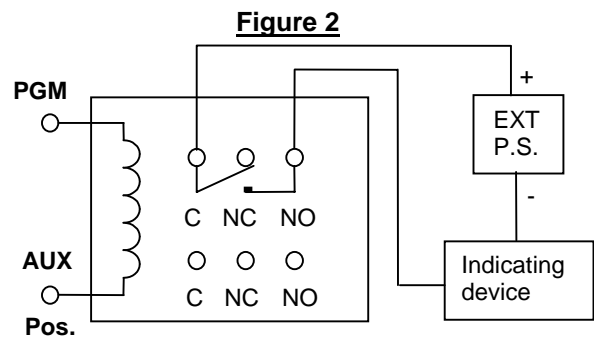 Figure 2
PGM
+
EXT
P.S.
-
C NC NO
AUX
Indicating
device
C NC NO
Pos.